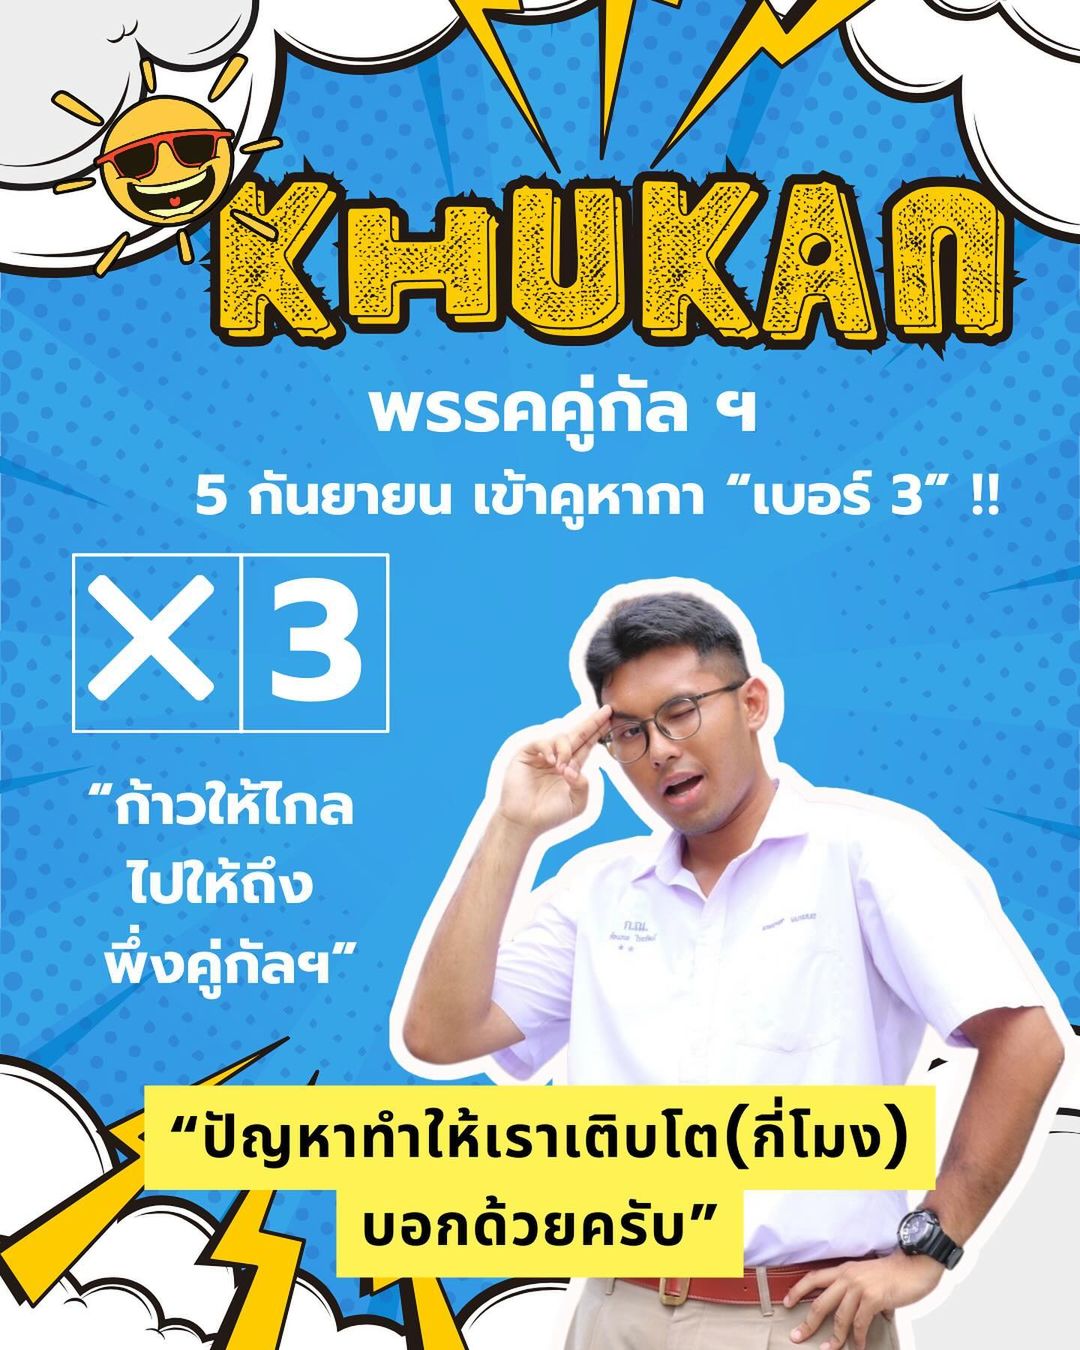 KHUKAN
พรรคคู่กัล ฯ
5 กันยายน เข้าคูหากา “เบอร์ 3” !!
X 3
“ก้าวให้ไกล
ไปให้ถึง
พึ่งคู่กัลฯ”
ก.ณ.
“ปัญหาทำให้เราเติบโต(กี่โมง)
บอกด้วยครับ”